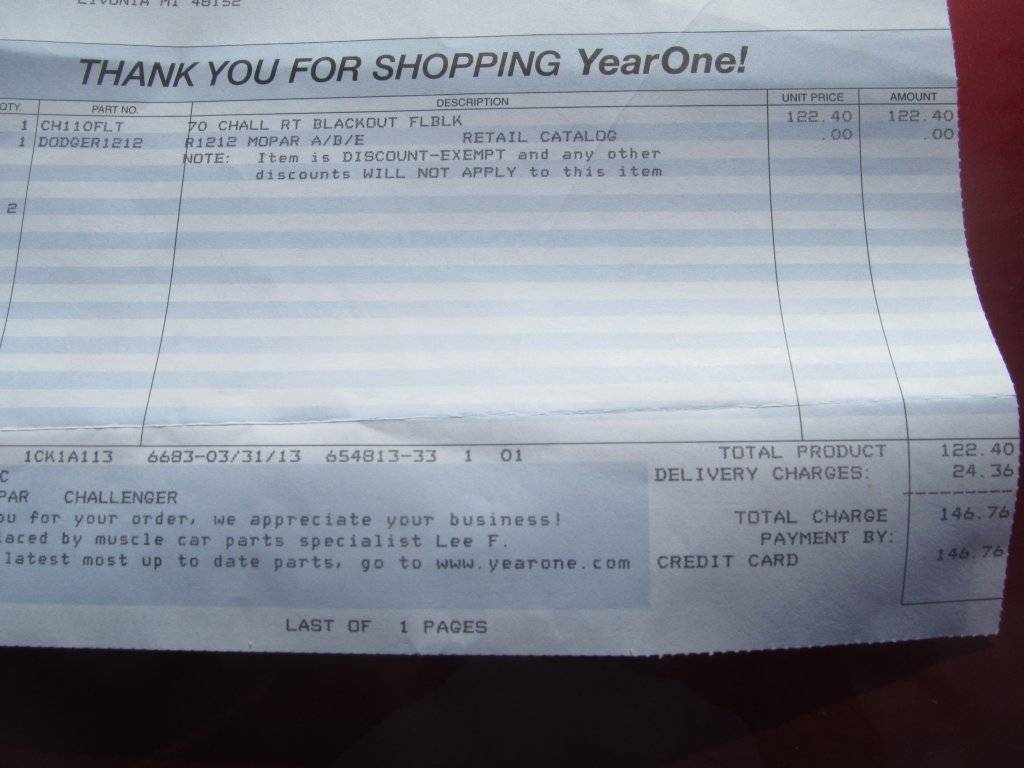 LIVONIA MI 48152
THANK YOU FOR SHOPPING YearOne!
QTY. PART NO. DESCRIPTION UNIT PRICE AMOUNT
1 CH110FLT 70 CHALL RT BLACKOUT FLBLK 122.40 122.40
1 DODGER1212 R1212 MOPAR A/B/E RETAIL CATALOG .00 .00
NOTE: Item is DISCOUNT-EXEMPT and any other
discounts WILL NOT APPLY to this item
2
1CK1A113 6683-03/31/13 654813-33 1 01 TOTAL PRODUCT 122.40
C DELIVERY CHARGES: 24.36
PAR CHALLENGER
ou for your order, we appreciate your business! TOTAL CHARGE 146.76
laced by muscle car parts specialist Lee F. PAYMENT BY:
latest most up to date parts, go to www.yearone.com CREDIT CARD 146.76
LAST OF 1 PAGES